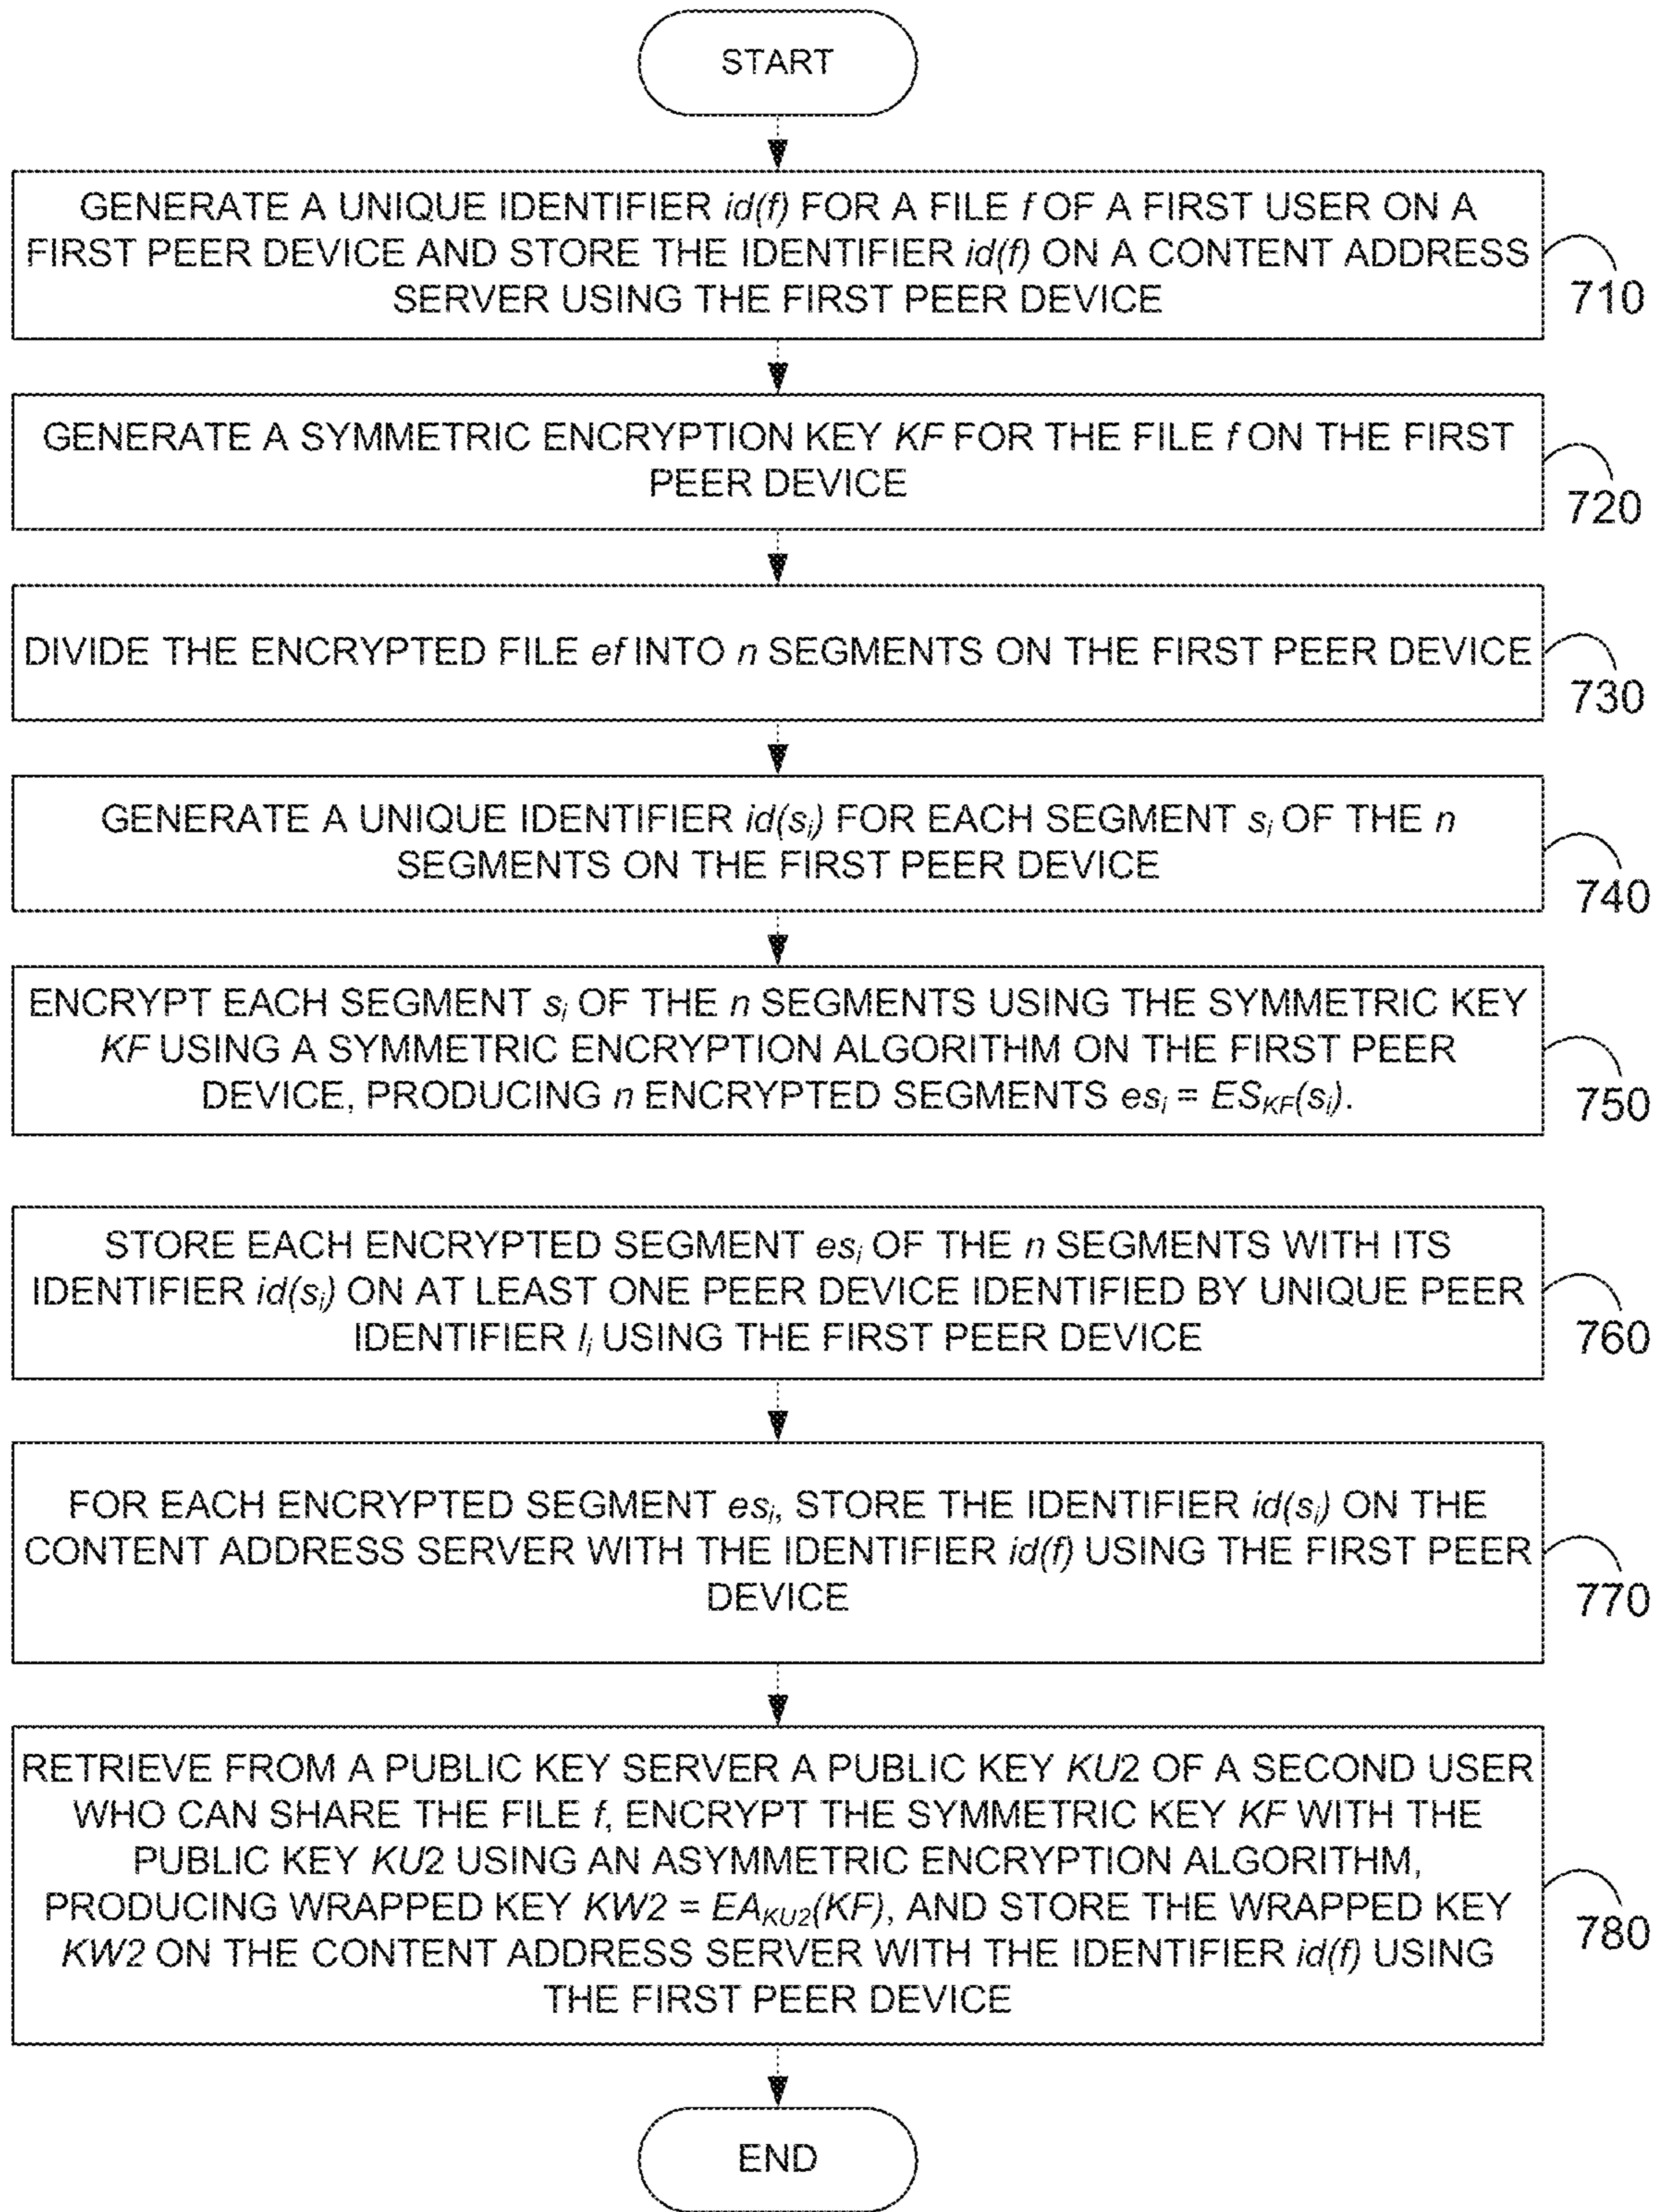 START
GENERATE A UNIQUE IDENTIFIER id(f) FOR A FILE f OF A FIRST USER ON A
FIRST PEER DEVICE AND STORE THE IDENTIFIER id(f) ON A CONTENT ADDRESS
SERVER USING THE FIRST PEER DEVICE
710
GENERATE A SYMMETRIC ENCRYPTION KEY KF FOR THE FILE f ON THE FIRST
PEER DEVICE
720
DIVIDE THE ENCRYPTED FILE ef INTO n SEGMENTS ON THE FIRST PEER DEVICE
730
GENERATE A UNIQUE IDENTIFIER id(si) FOR EACH SEGMENT si OF THE n
SEGMENTS ON THE FIRST PEER DEVICE
740
ENCRYPT EACH SEGMENT si OF THE n SEGMENTS USING THE SYMMETRIC KEY
KF USING A SYMMETRIC ENCRYPTION ALGORITHM ON THE FIRST PEER
DEVICE, PRODUCING n ENCRYPTED SEGMENTS esi = ESKF(si).
750
STORE EACH ENCRYPTED SEGMENT esi OF THE n SEGMENTS WITH ITS
IDENTIFIER id(si) ON AT LEAST ONE PEER DEVICE IDENTIFIED BY UNIQUE PEER
IDENTIFIER li USING THE FIRST PEER DEVICE
760
FOR EACH ENCRYPTED SEGMENT esi, STORE THE IDENTIFIER id(si) ON THE
CONTENT ADDRESS SERVER WITH THE IDENTIFIER id(f) USING THE FIRST PEER
DEVICE
770
RETRIEVE FROM A PUBLIC KEY SERVER A PUBLIC KEY KU2 OF A SECOND USER
WHO CAN SHARE THE FILE f, ENCRYPT THE SYMMETRIC KEY KF WITH THE
PUBLIC KEY KU2 USING AN ASYMMETRIC ENCRYPTION ALGORITHM,
PRODUCING WRAPPED KEY KW2 = EAKU2(KF), AND STORE THE WRAPPED KEY
KW2 ON THE CONTENT ADDRESS SERVER WITH THE IDENTIFIER id(f) USING
THE FIRST PEER DEVICE
780
END